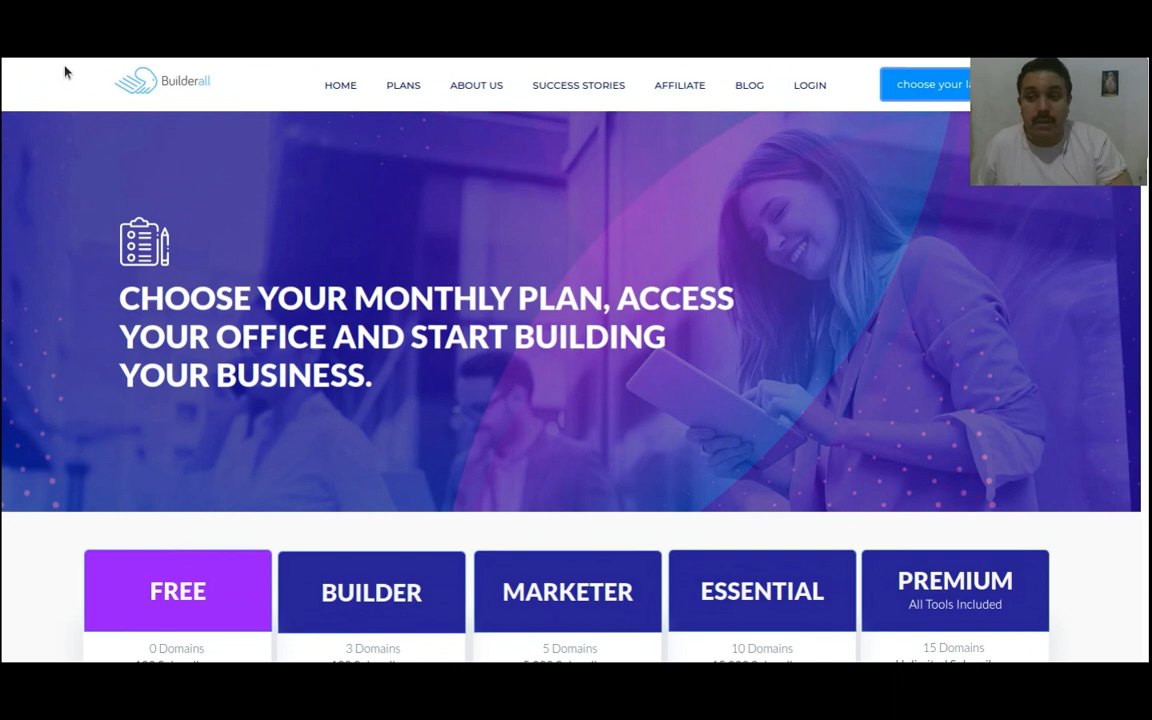 Builderall
HOME PLANS ABOUT US SUCCESS STORIES AFFILIATE BLOG LOGIN
choose your
CHOOSE YOUR MONTHLY PLAN, ACCESS
YOUR OFFICE AND START BUILDING
YOUR BUSINESS.
FREE
BUILDER
MARKETER
ESSENTIAL
PREMIUM
All Tools Included
0 Domains
3 Domains
5 Domains
10 Domains
15 Domains